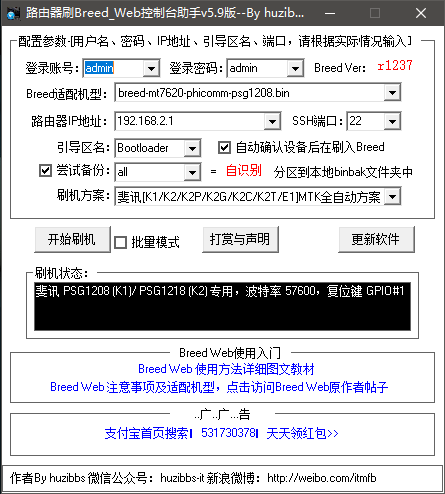 路由器刷Breed_Web控制台助手v5.9版--By huzib...
配置参数-[用户名、密码、IP地址、引导区名、端口，请根据实际情况输入]
登录账号: admin 登录密码: admin Breed Ver: r1237
Breed适配机型: breed-mt7620-phicomm-psg1208.bin
路由器IP地址: 192.168.2.1 SSH端口: 22
引导区名: Bootloader 自动确认设备后在刷入Breed
尝试备份: all = 自识别 分区到本地binbak文件夹中
刷机方案: 斐讯[K1/K2/K2P/K2G/K2C/K2T/E1]MTK全自动方案
开始刷机 批量模式 打赏与声明 更新软件
刷机状态:
斐讯 PSG1208 (K1)/ PSG1218 (K2) 专用，波特率 57600，复位键 GPIO#1
Breed Web使用入门
Breed Web 使用方法详细图文教材
Breed Web 注意事项及适配机型，点击访问Breed Web原作者帖子
..广..广...告
支付宝首页搜索[ 531730378] 天天领红包>>
作者By huzibbs 微信公众号：huzibbs-it 新浪微博：http://weibo.com/itmfb